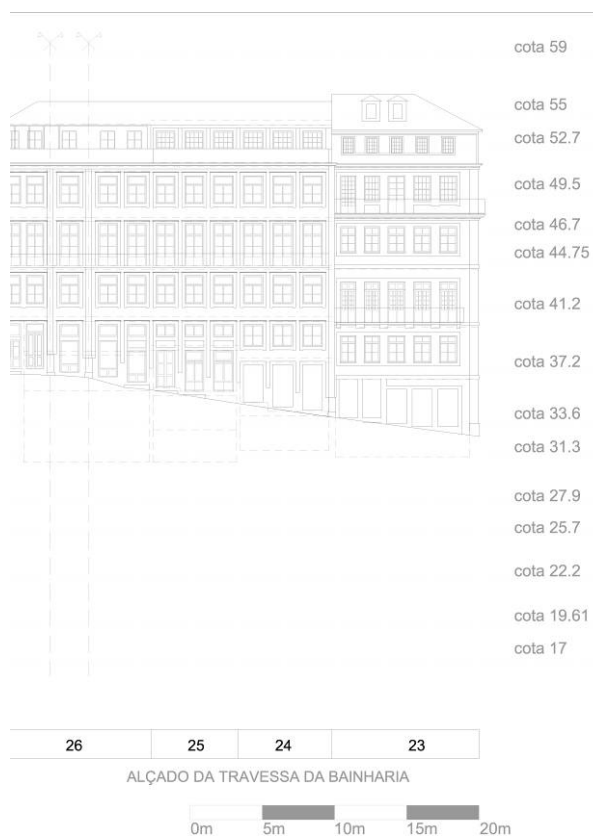 cota 59
cota 55
cota 52.7
cota 49.5
cota 46.7
cota 44.75
cota 41.2
cota 37.2
cota 33.6
cota 31.3
cota 27.9
cota 25.7
cota 22.2
cota 19.61
cota 17
26 25 24 23
ALÇADO DA TRAVESSA DA BAINHARIA
0m 5m 10m 15m 20m